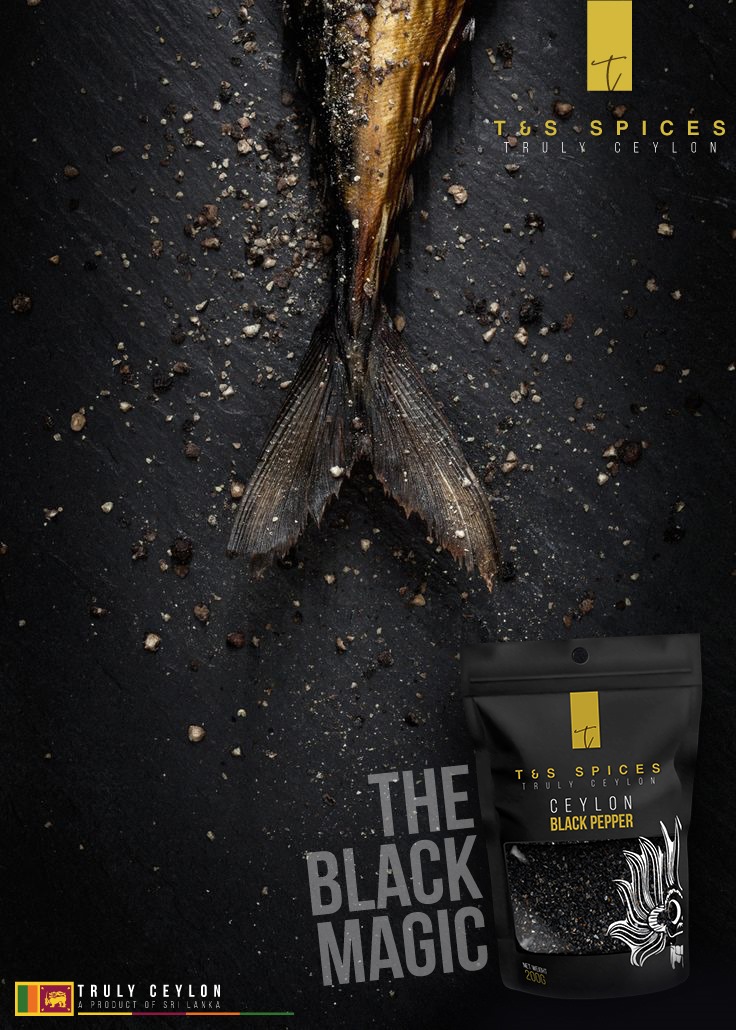 t
T&S SPICES
TRULY CEYLON
t
T&S SPICES
TRULY CEYLON
CEYLON
BLACK PEPPER
THE
BLACK
MAGIC
NET WEIGHT
200G
TRULY CEYLON
A PRODUCT OF SRI LANKA